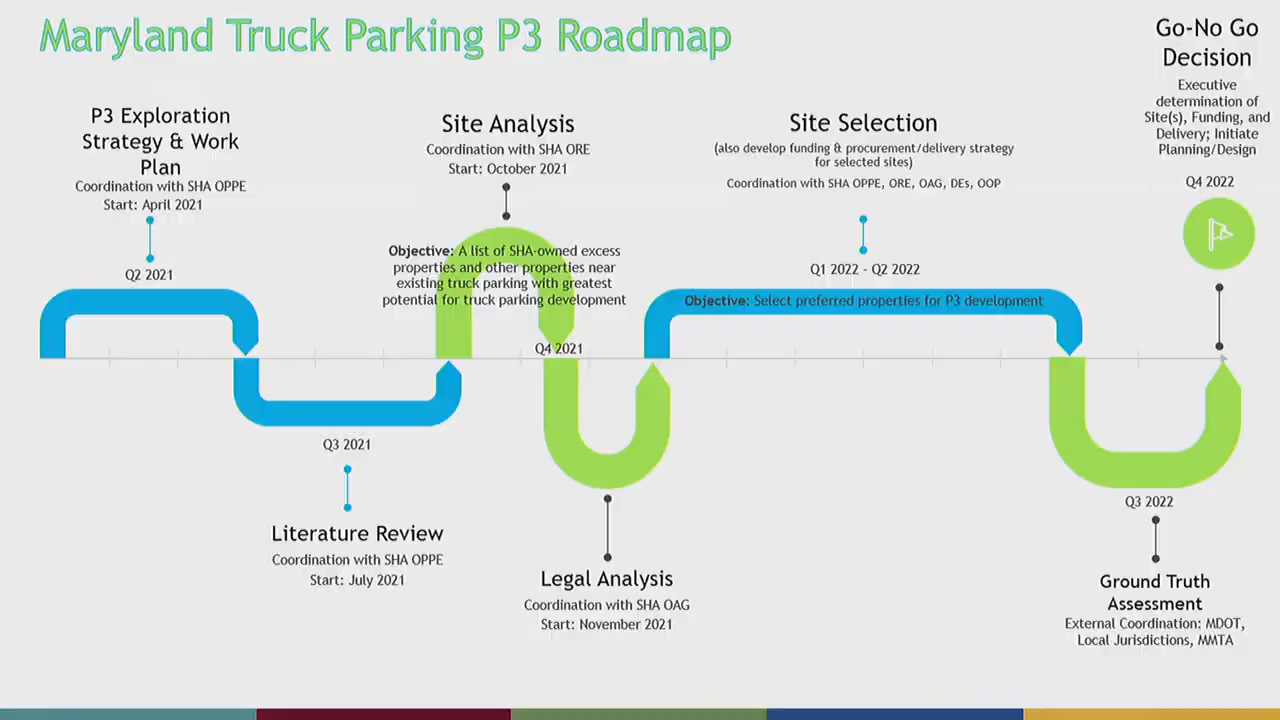 Maryland Truck Parking P3 Roadmap
P3 Exploration
Strategy & Work
Plan
Coordination with SHA OPPE
Start: April 2021
Q2 2021
Q3 2021
Literature Review
Coordination with SHA OPPE
Start: July 2021
Site Analysis
Coordination with SHA ORE
Start: October 2021
Objective: A list of SHA-owned excess
properties and other properties near
existing truck parking with greatest
potential for truck parking development
Q4 2021
Legal Analysis
Coordination with SHA OAG
Start: November 2021
Site Selection
(also develop funding & procurement/delivery strategy
for selected sites)
Coordination with SHA OPPE, ORE, OAG, DEs, OOP
Q1 2022 - Q2 2022
Objective: Select preferred properties for P3 development
Q3 2022
Ground Truth
Assessment
External Coordination: MDOT,
Local Jurisdictions, MMTA
Go-No Go
Decision
Executive
determination of
Site(s), Funding, and
Delivery; Initiate
Planning/Design
Q4 2022